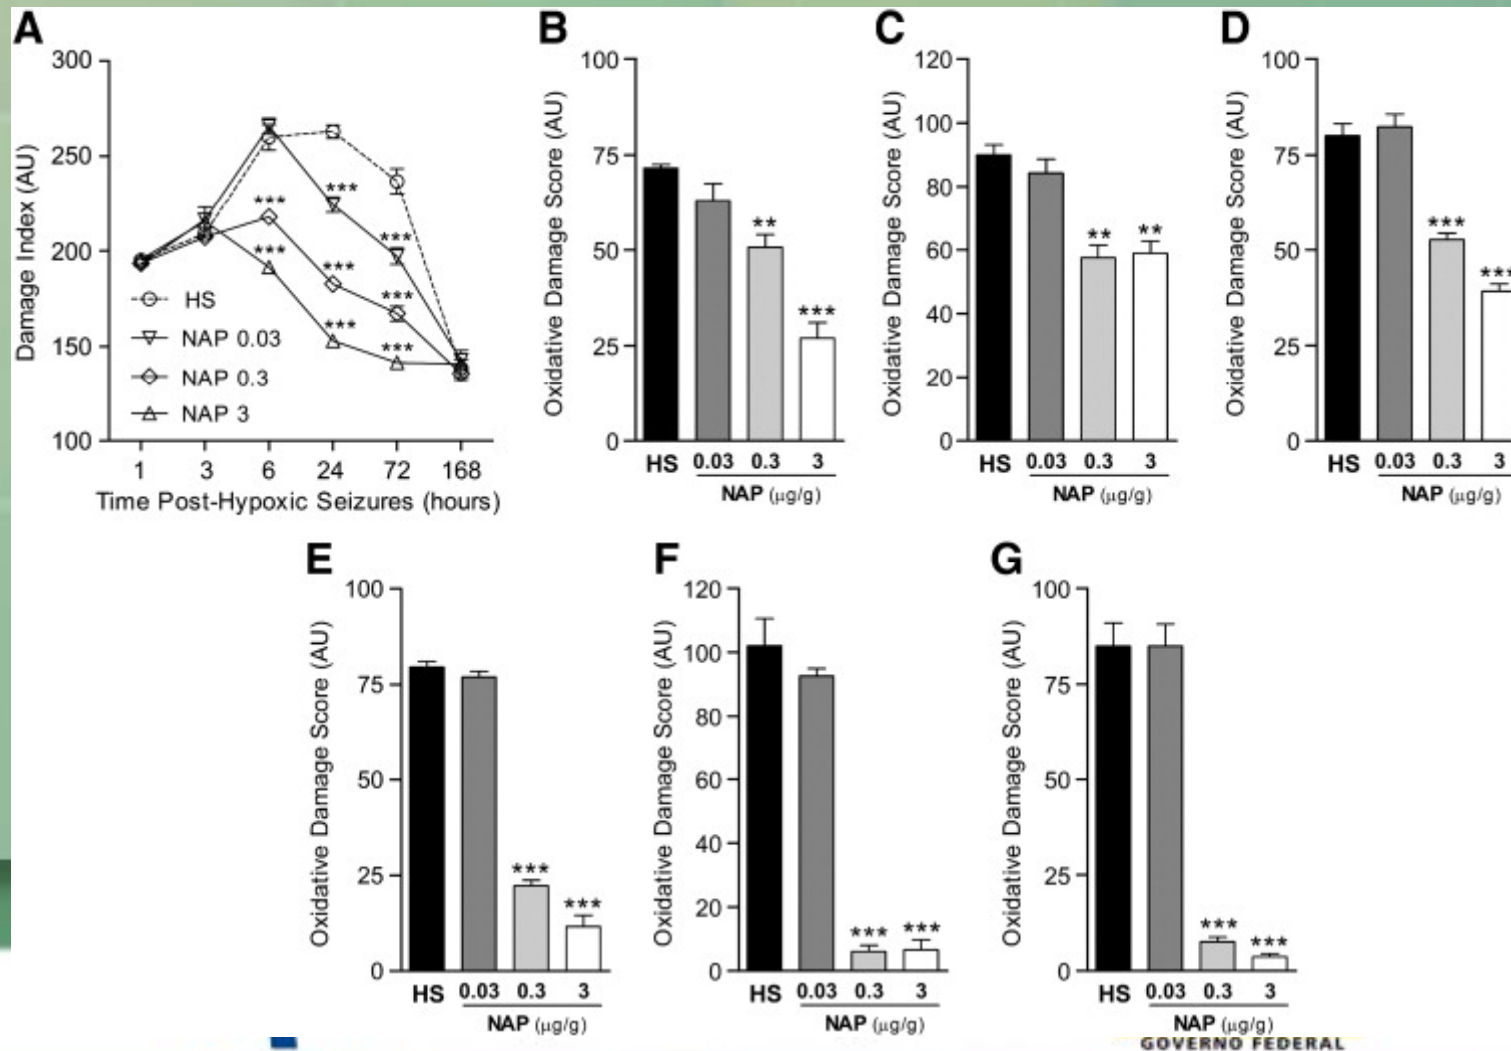 A
300
250
200
150
100
Damage Index (AU)
***
***
***
***
***
***
***
***
HS
NAP 0.03
NAP 0.3
NAP 3
1 3 6 24 72 168
Time Post-Hypoxic Seizures (hours)
B
100
75
50
25
0
Oxidative Damage Score (AU)
**
***
HS 0.03 0.3 3
NAP (µg/g)
C
120
100
80
60
40
20
0
Oxidative Damage Score (AU)
** **
HS 0.03 0.3 3
NAP (µg/g)
D
100
75
50
25
0
Oxidative Damage Score (AU)
***
***
HS 0.03 0.3 3
NAP (µg/g)
E
100
75
50
25
0
Oxidative Damage Score (AU)
***
***
HS 0.03 0.3 3
NAP (µg/g)
F
120
100
80
60
40
20
0
Oxidative Damage Score (AU)
*** ***
HS 0.03 0.3 3
NAP (µg/g)
G
100
75
50
25
0
Oxidative Damage Score (AU)
***
***
HS 0.03 0.3 3
NAP (µg/g)
GOVERNO FEDERAL